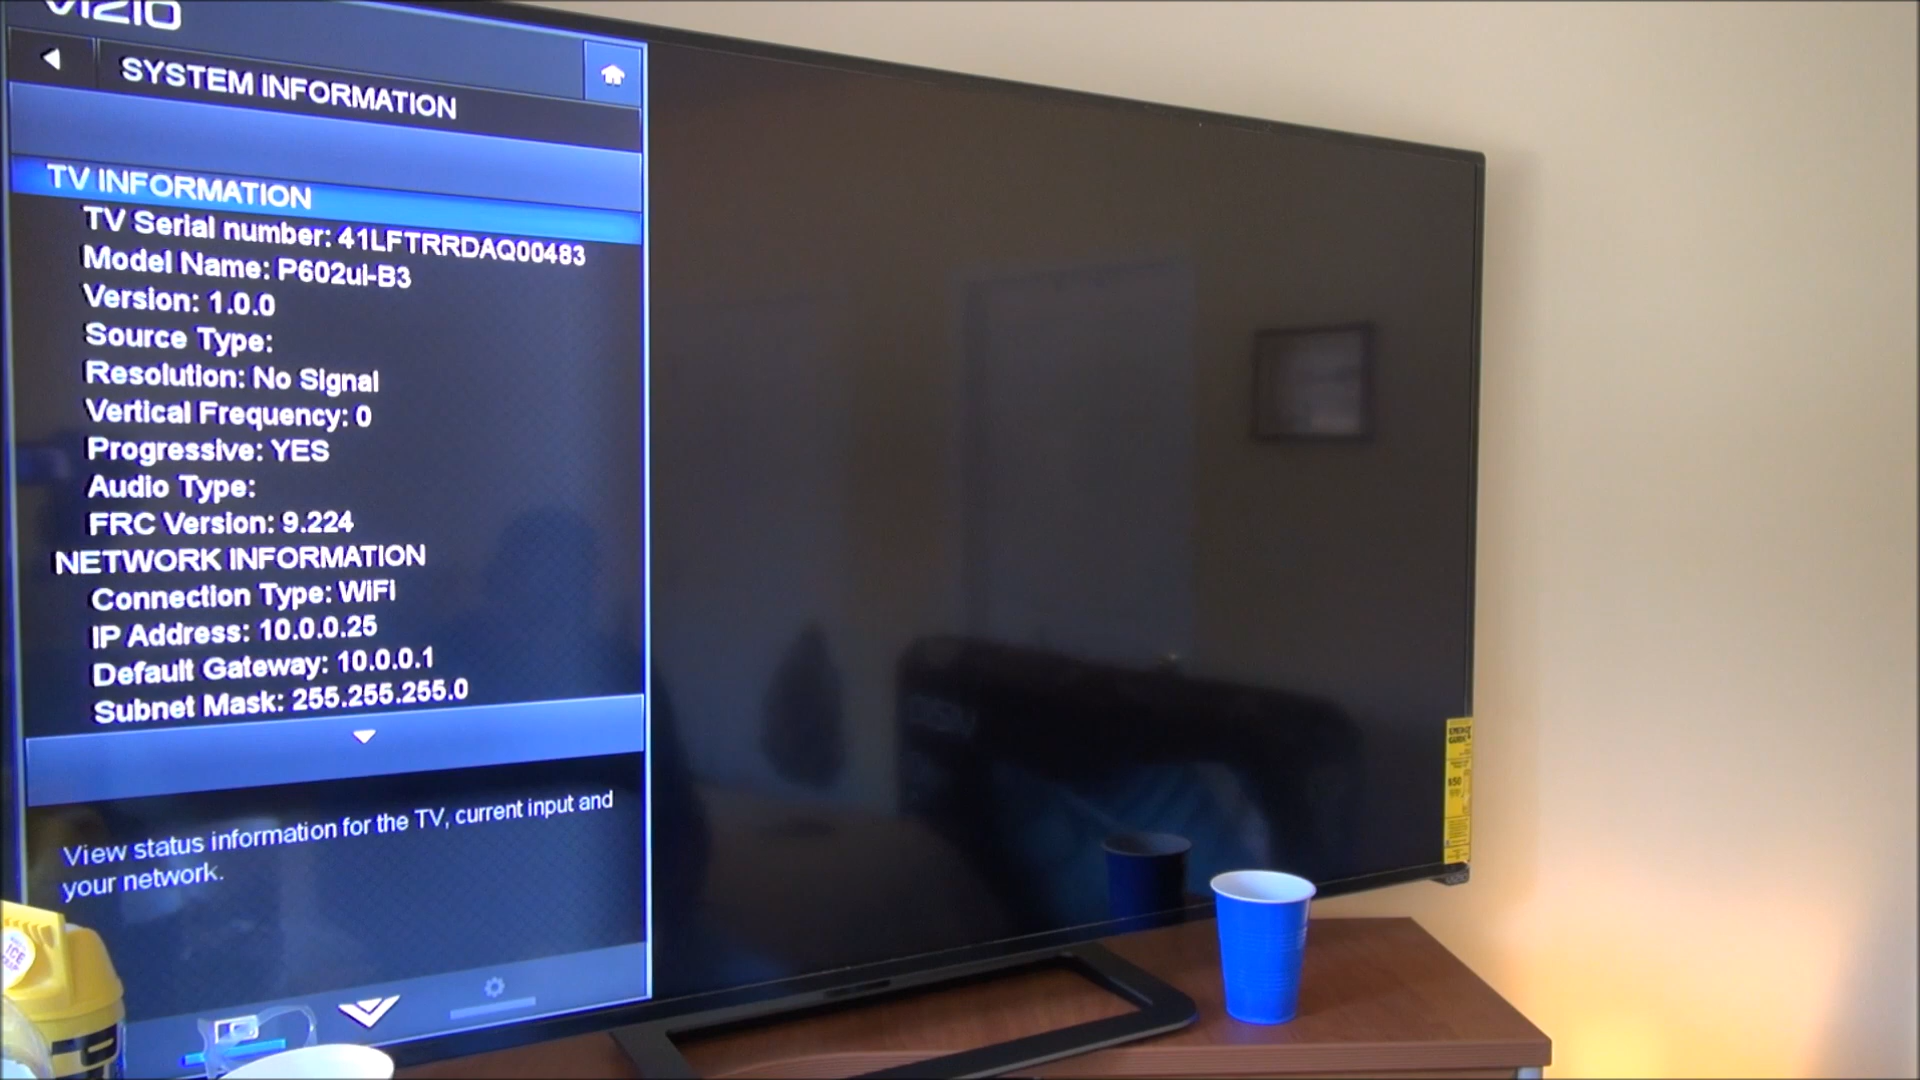 VIZIO
SYSTEM INFORMATION
TV INFORMATION
TV Serial number: 41LFTRRDAQ00483
Model Name: P602ui-B3
Version: 1.0.0
Source Type:
Resolution: No Signal
Vertical Frequency: 0
Progressive: YES
Audio Type:
FRC Version: 9.224
NETWORK INFORMATION
Connection Type: WiFi
IP Address: 10.0.0.25
Default Gateway: 10.0.0.1
Subnet Mask: 255.255.255.0
View status information for the TV, current input and
your network.
ENERGY
GUIDE
ICE